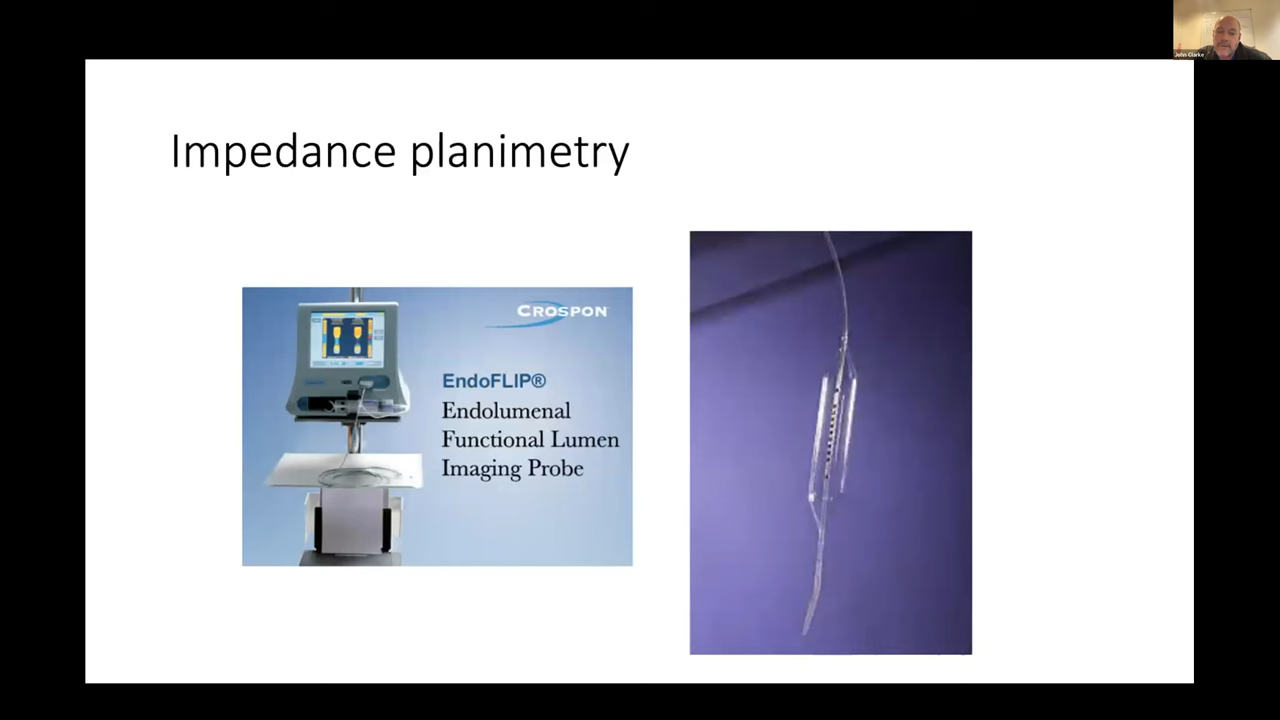 John Clarke
Impedance planimetry
CROSPON
EndoFLIP®
Endolumenal
Functional Lumen
Imaging Probe